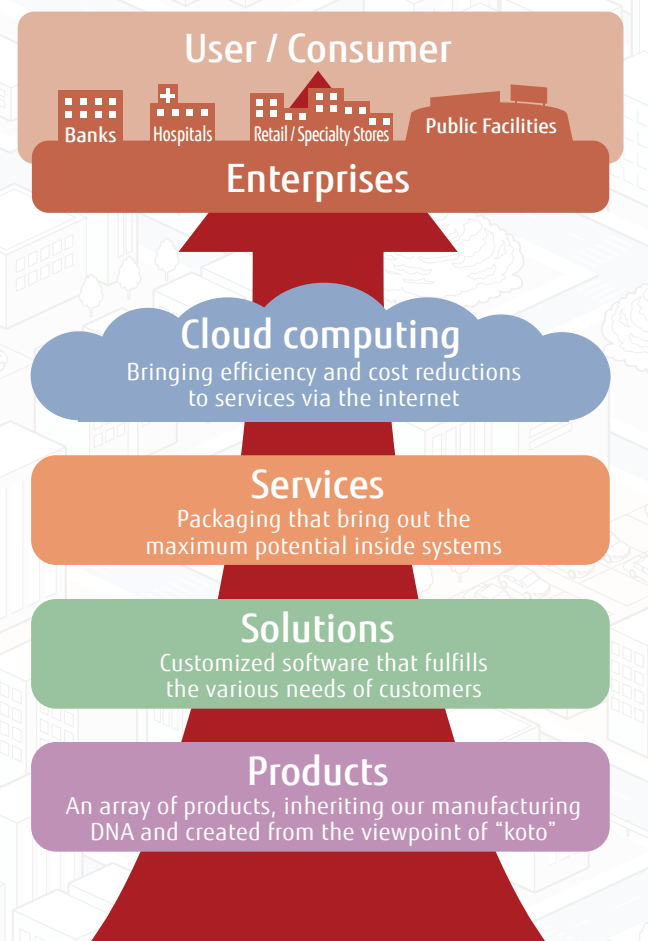 User / Consumer
Banks
Hospitals
Retail / Specialty Stores
Public Facilities
Enterprises
Cloud computing
Bringing efficiency and cost reductions
to services via the internet
Services
Packaging that bring out the
maximum potential inside systems
Solutions
Customized software that fulfills
the various needs of customers
Products
An array of products, inheriting our manufacturing
DNA and created from the viewpoint of “koto”